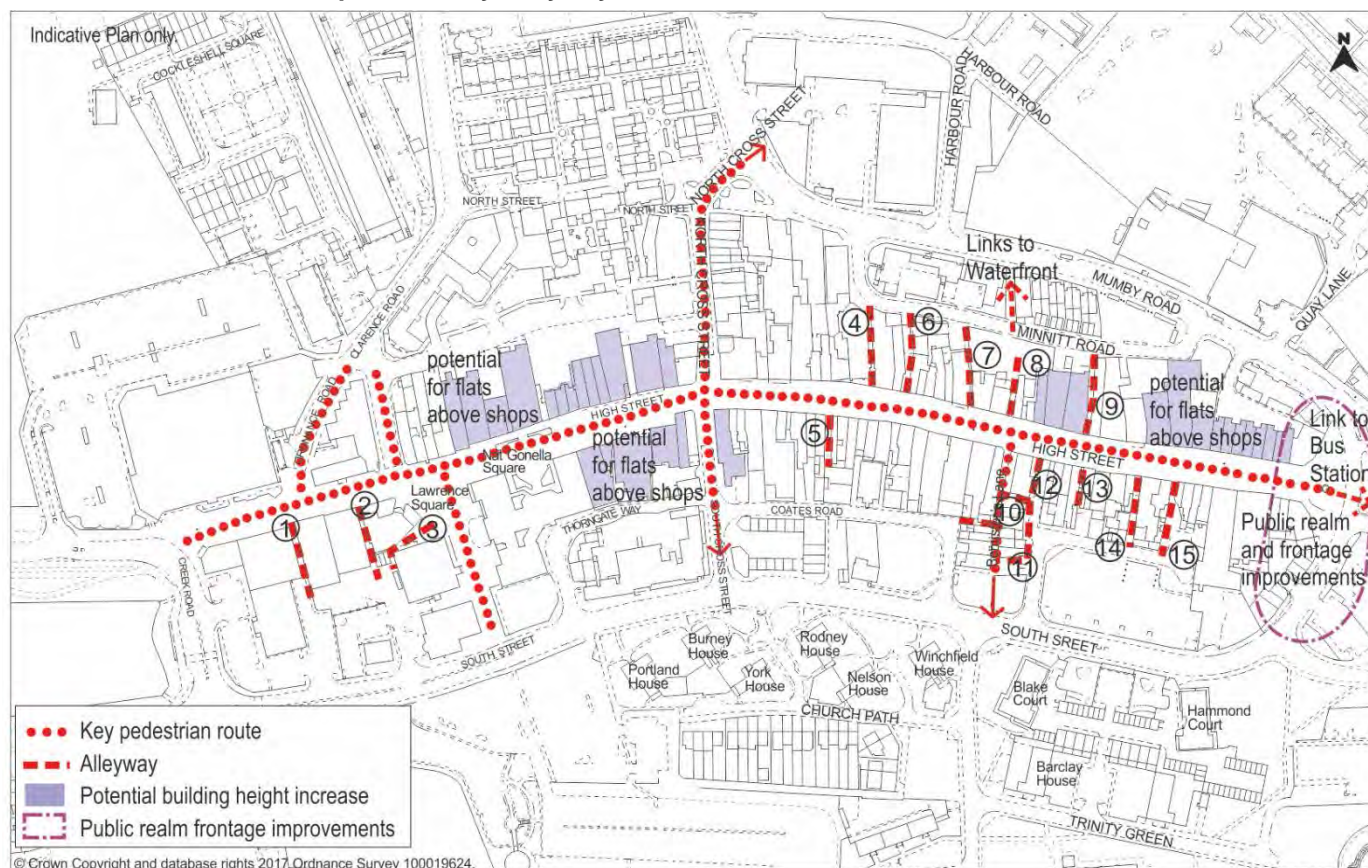 Indicative Plan only.
COCKLESHELL SQUARE
N
HARBOUR ROAD
HARBOUR ROAD
NORTH CROSS STREET
NORTH STREET
NORTH STREET
NORTH CROSS STREET
CLARENCE ROAD
Links to
Waterfront
MUMBY ROAD
QUAY LANE
MINNITT ROAD
4
6
7
8
9
potential
for flats
above shops
HIGH STREET
potential
for flats
above shops
potential
for flats
above shops
Link to
Bus
Station
5
HIGH STREET
Nat Gonella
Square
Lawrence
Square
1
2
3
12
13
10
11
14
15
Public realm
and frontage
improvements
THORNGATE WAY
COATES ROAD
SOUTH CROSS STREET
CREEK ROAD
SOUTH STREET
SOUTH SREET
Burney
House
Rodney
House
Winchfield
House
Portland
House
York
House
Nelson
House
Blake
Court
Hammond
Court
CHURCH PATH
Barclay
House
TRINITY GREEN
Key pedestrian route
Alleyway
Potential building height increase
Public realm frontage improvements
© Crown Copyright and database rights 2017 Ordnance Survey 100019624.